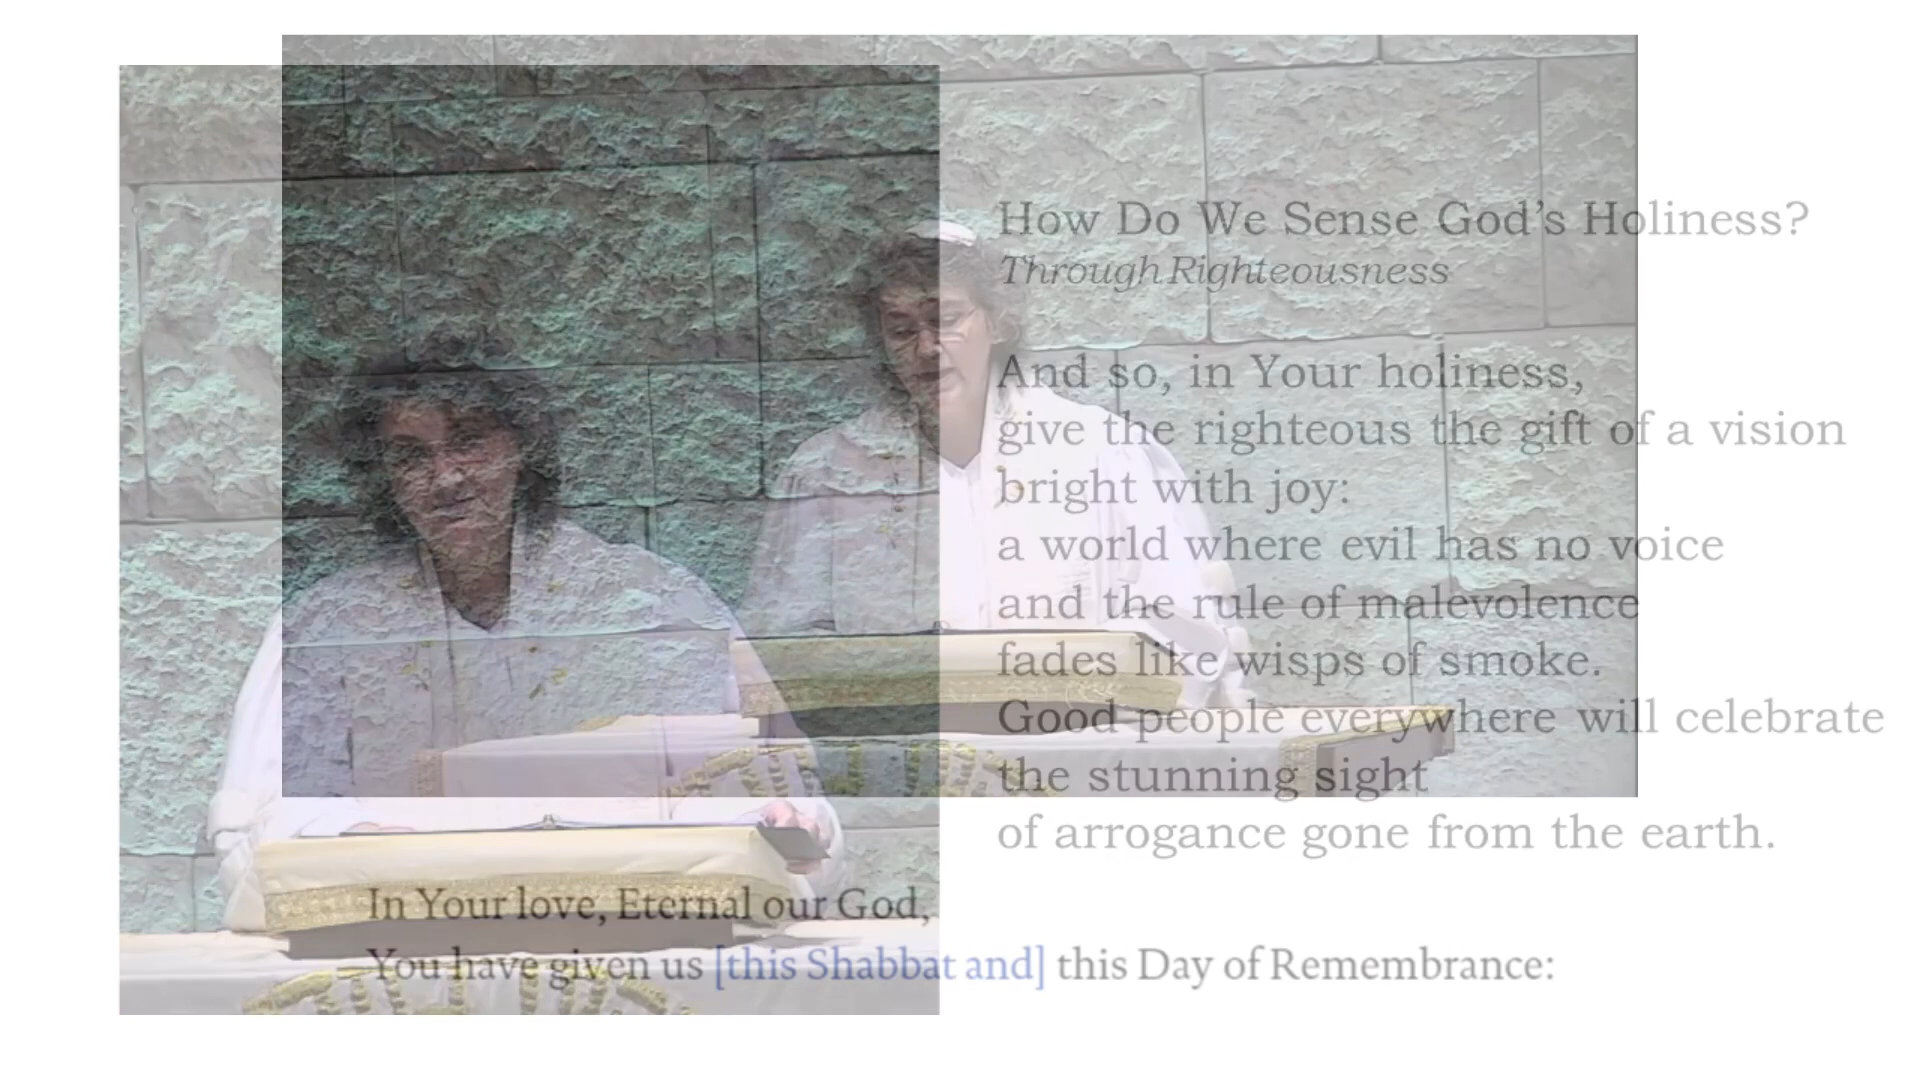 How Do We Sense God's Holiness?
Through Righteousness
And so, in Your holiness,
give the righteous the gift of a vision
bright with joy:
a world where evil has no voice
and the rule of malevolence
fades like wisps of smoke.
Good people everywhere will celebrate
the stunning sight
of arrogance gone from the earth.
In Your love, Eternal our God,
You have given us [this Shabbat and] this Day of Remembrance: